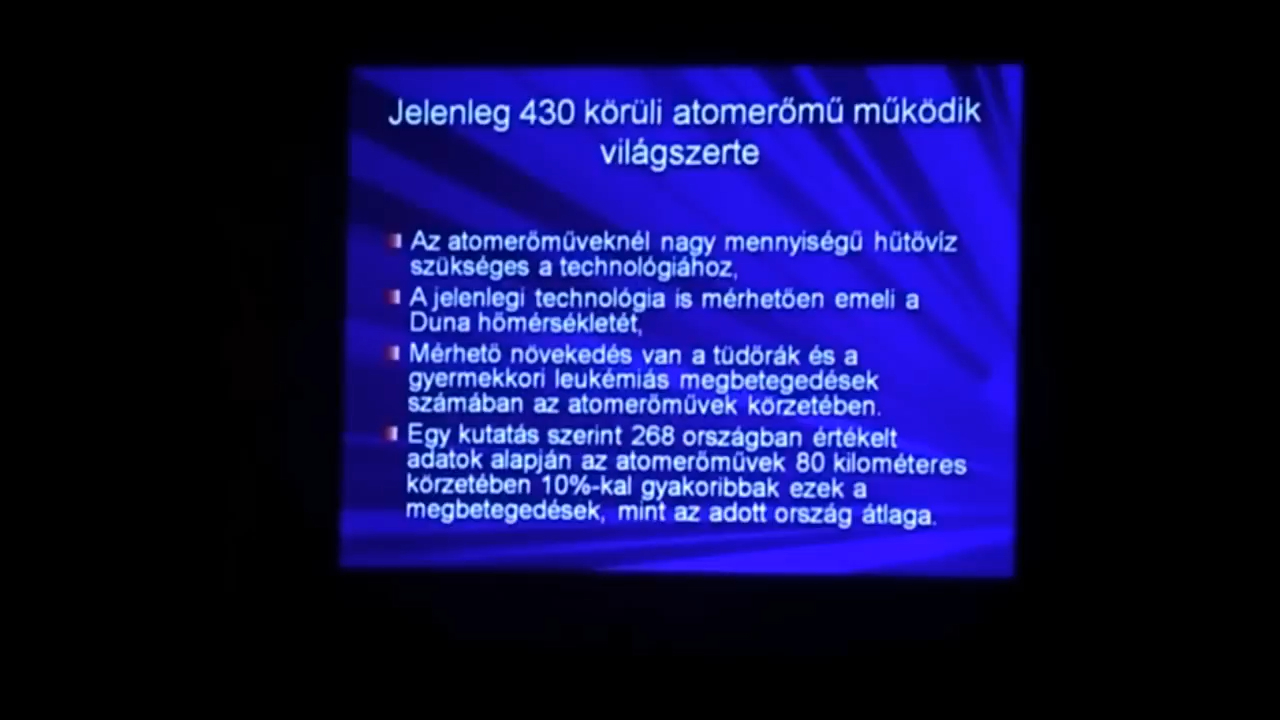 Jelenleg 430 körüli atomerőmű működik
világszerte
Az atomerőműveknél nagy mennyiségű hűtővíz
szükséges a technológiához,
A jelenlegi technológia is mérhetően emeli a
Duna hőmérsékletét,
Mérhető növekedés van a tüdőrák és a
gyermekkori leukémiás megbetegedések
számában az atomerőművek körzetében.
Egy kutatás szerint 268 országban értékelt
adatok alapján az atomerőművek 80 kilométeres
körzetében 10%-kal gyakoribbak ezek a
megbetegedések, mint az adott ország átlaga.